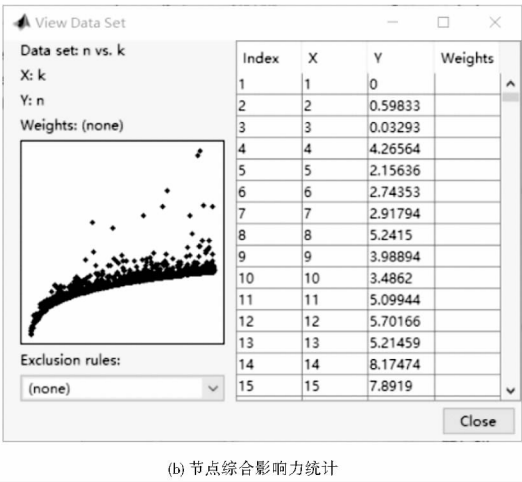 View Data Set
Data set: n vs. k
X: k
Y: n
Weights: (none)
Exclusion rules:
(none)
Index X Y Weights
1 1 0
2 2 0.59833
3 3 0.03293
4 4 4.26564
5 5 2.15636
6 6 2.74353
7 7 2.91794
8 8 5.2415
9 9 3.98894
10 10 3.4862
11 11 5.09944
12 12 5.70166
13 13 5.21459
14 14 8.17474
15 15 7.8919
Close
(b) 节点综合影响力统计